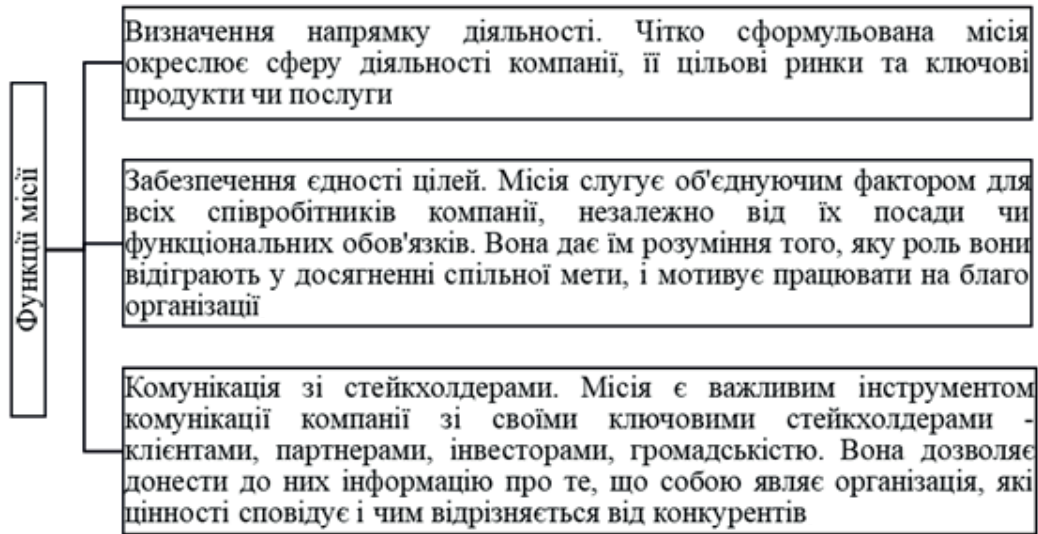 Функції місії
Визначення напрямку діяльності. Чітко сформульована місія
окреслює сферу діяльності компанії, її цільові ринки та ключові
продукти чи послуги
Забезпечення єдності цілей. Місія слугує об'єднуючим фактором для
всіх співробітників компанії, незалежно від їх посади чи
функціональних обов'язків. Вона дає їм розуміння того, яку роль вони
відіграють у досягненні спільної мети, і мотивує працювати на благо
організації
Комунікація зі стейкхолдерами. Місія є важливим інструментом
комунікації компанії зі своїми ключовими стейкхолдерами -
клієнтами, партнерами, інвесторами, громадськістю. Вона дозволяє
донести до них інформацію про те, що собою являє організація, які
цінності сповідує і чим відрізняється від конкурентів